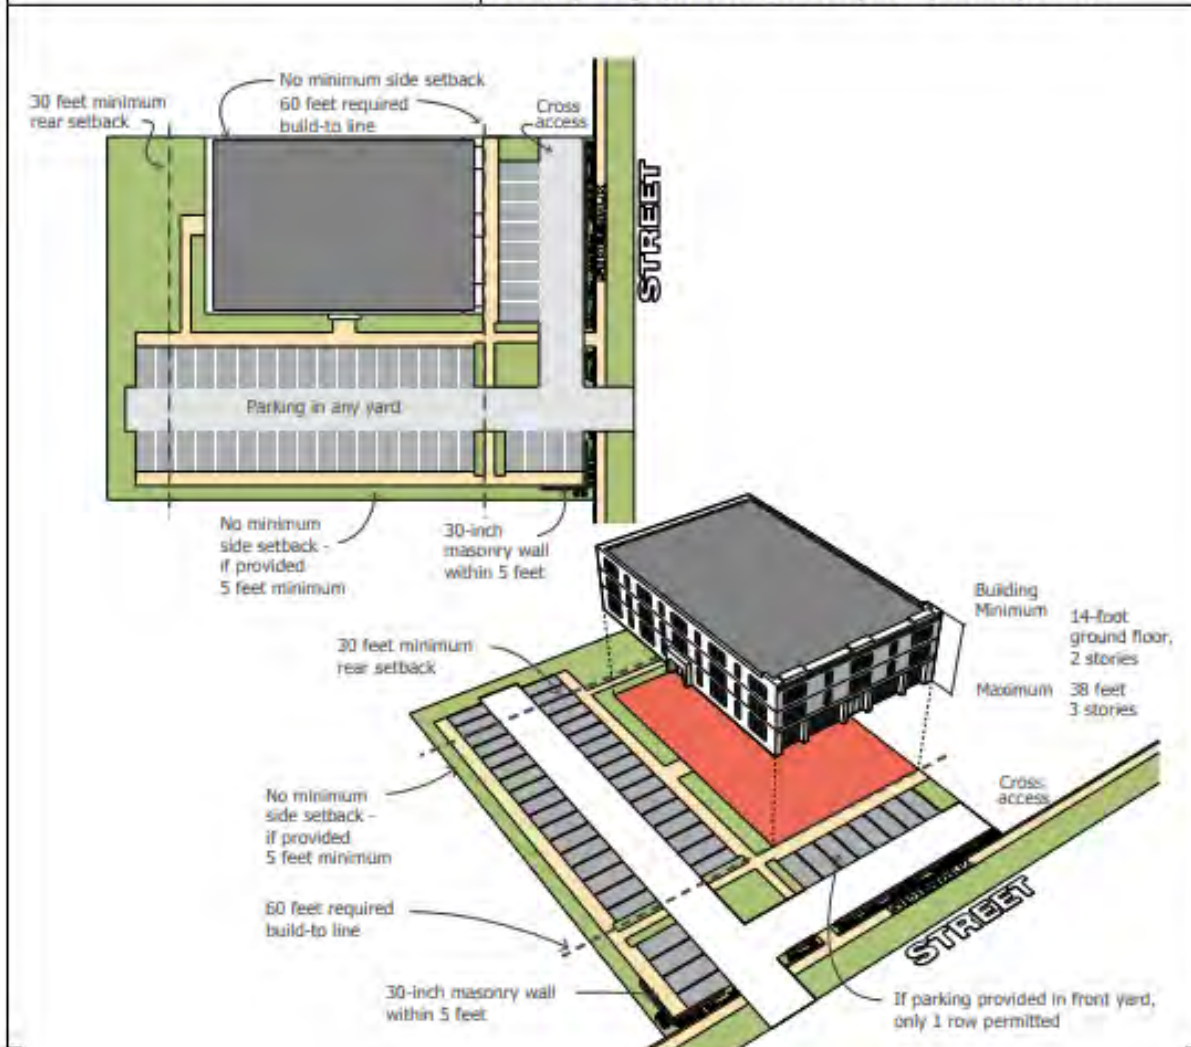 No minimum side setback
30 feet minimum
rear setback
60 feet required
build-to line
Cross
access
STREET
Parking in any yard
No minimum
side setback -
if provided
5 feet minimum
30-inch
masonry wall
within 5 feet
Building
Minimum
14-foot
ground floor,
2 stories
Maximum
38 feet
3 stories
30 feet minimum
rear setback
Cross
access
No minimum
side setback -
if provided
5 feet minimum
60 feet required
build-to line
STREET
30-inch masonry wall
within 5 feet
If parking provided in front yard,
only 1 row permitted